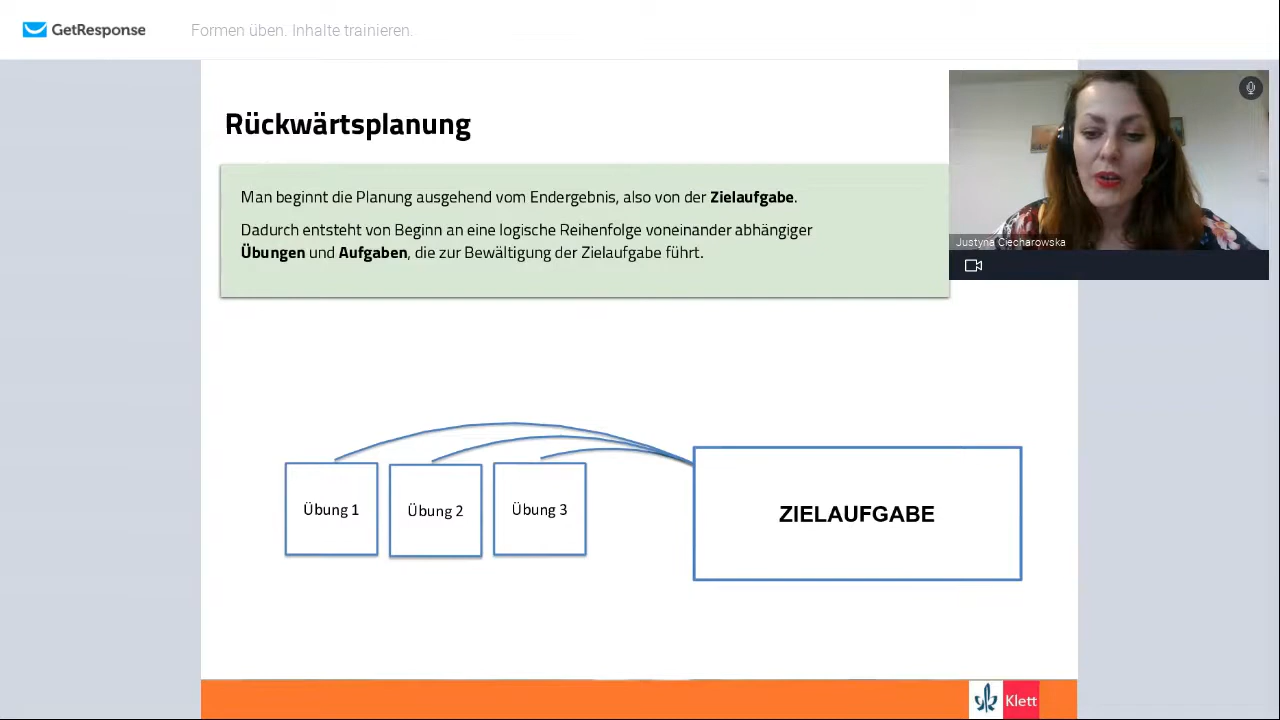 GetResponse
Formen üben. Inhalte trainieren.
Rückwärtsplanung
Man beginnt die Planung ausgehend vom Endergebnis, also von der Zielaufgabe.
Dadurch entsteht von Beginn an eine logische Reihenfolge voneinander abhängiger
Übungen und Aufgaben, die zur Bewältigung der Zielaufgabe führt.
Justyna Ciecharowska
Übung 1
Übung 2
Übung 3
ZIELAUFGABE
Klett